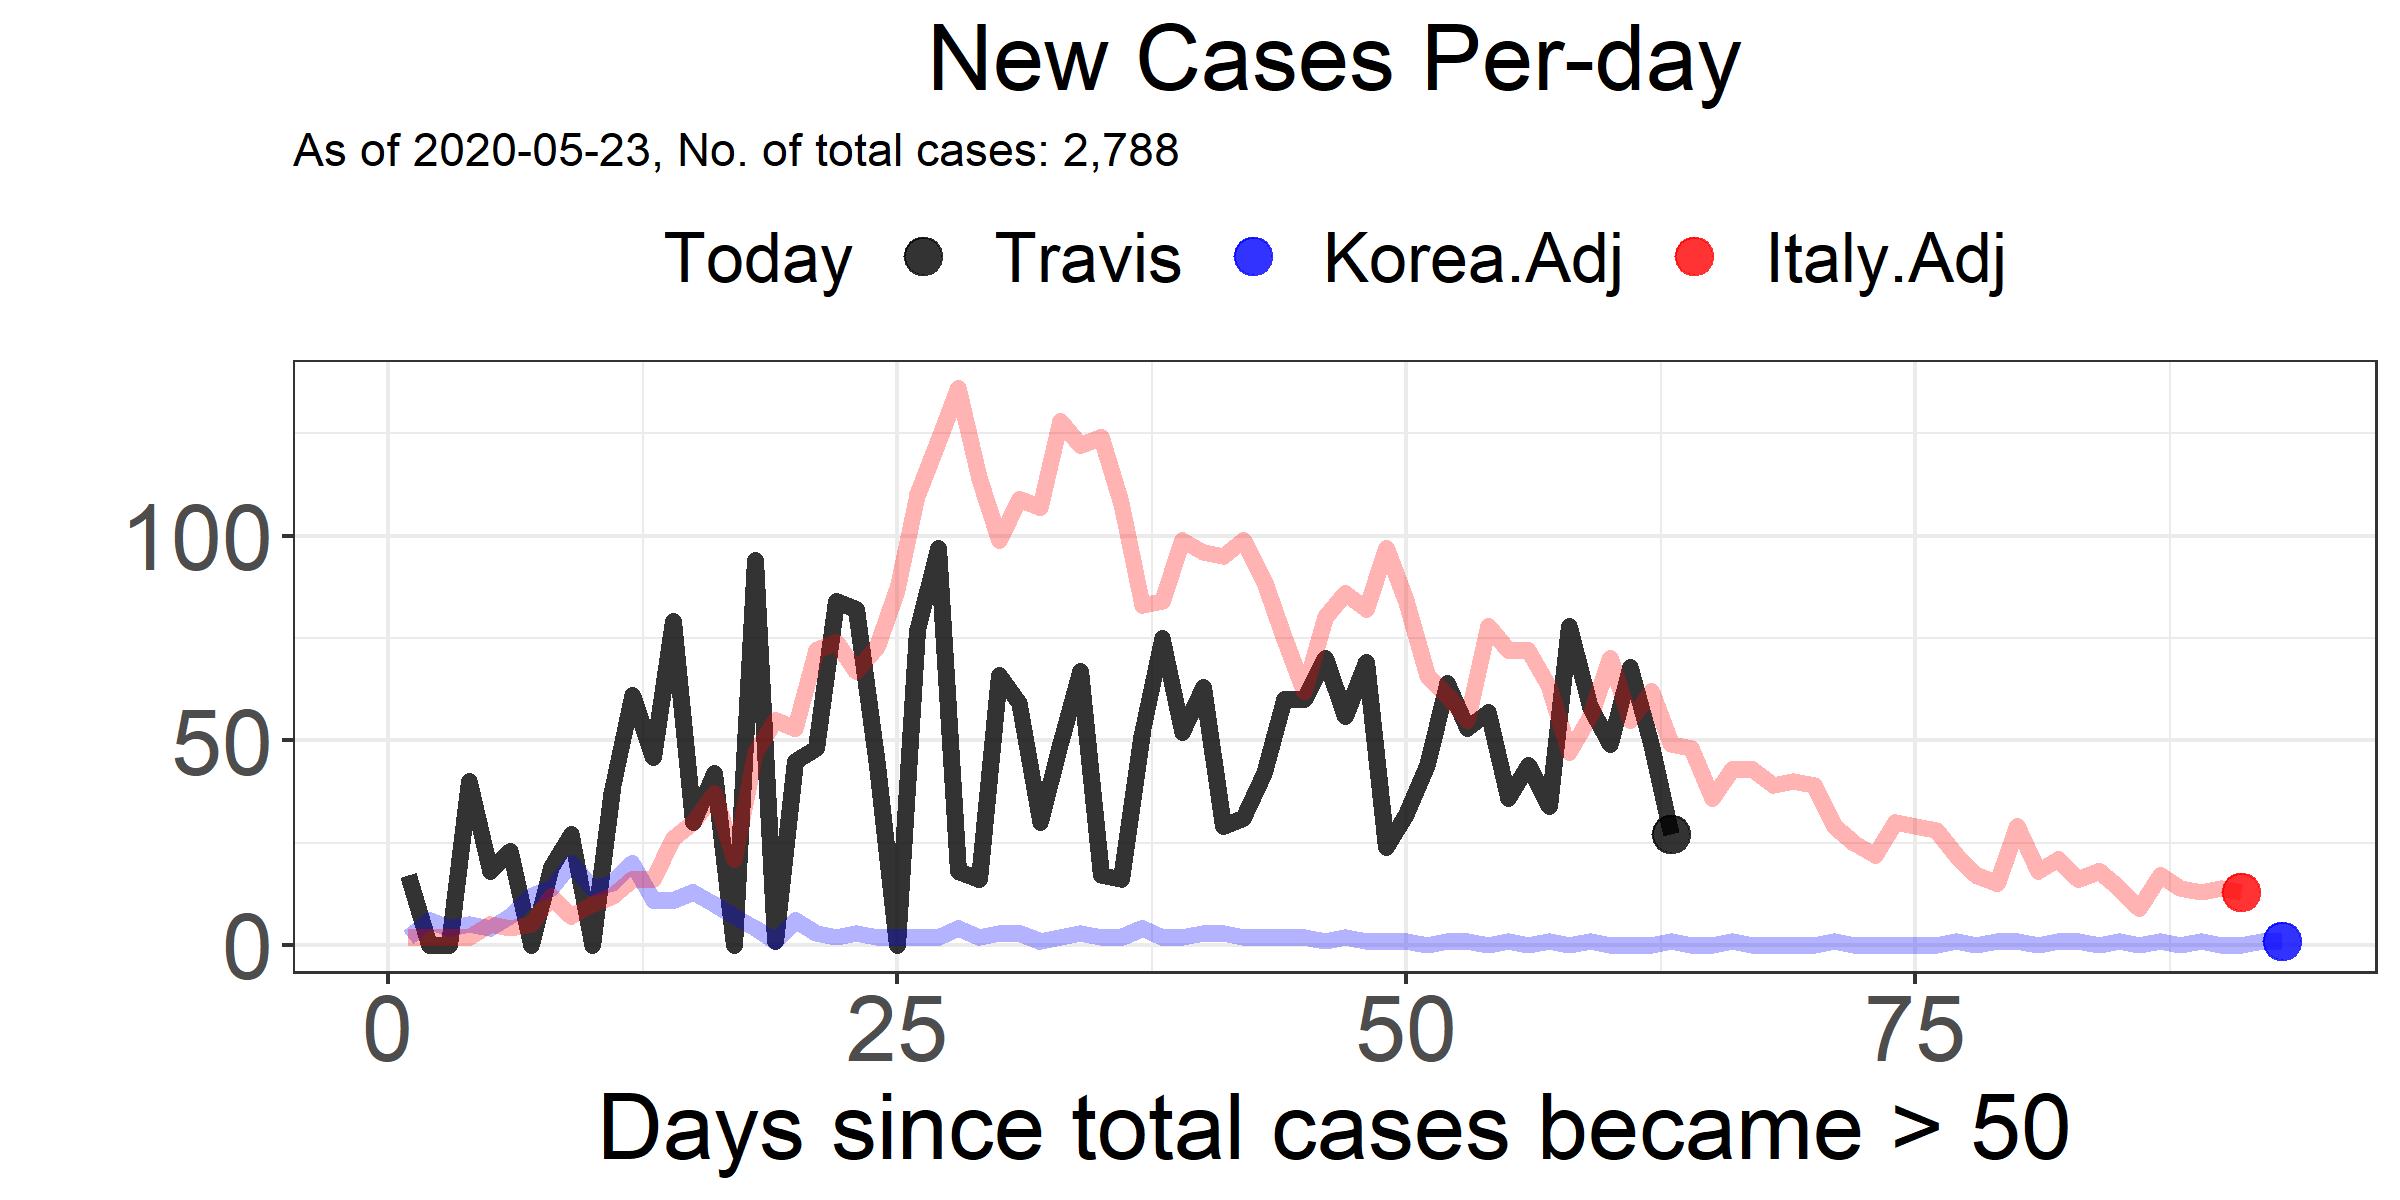 New Cases Per-day
As of 2020-05-23, No. of total cases: 2,788
Today Travis Korea.Adj Italy.Adj
100
50
0
0 25 50 75
Days since total cases became > 50